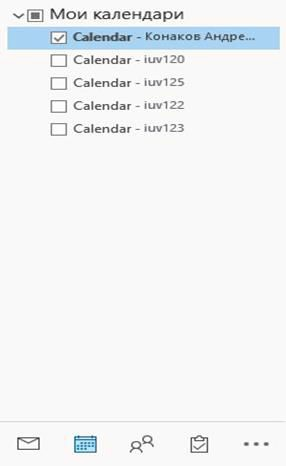 Мои календари
Calendar - Конаков Андре...
Calendar - iuv120
Calendar - iuv125
Calendar - iuv122
Calendar - iuv123